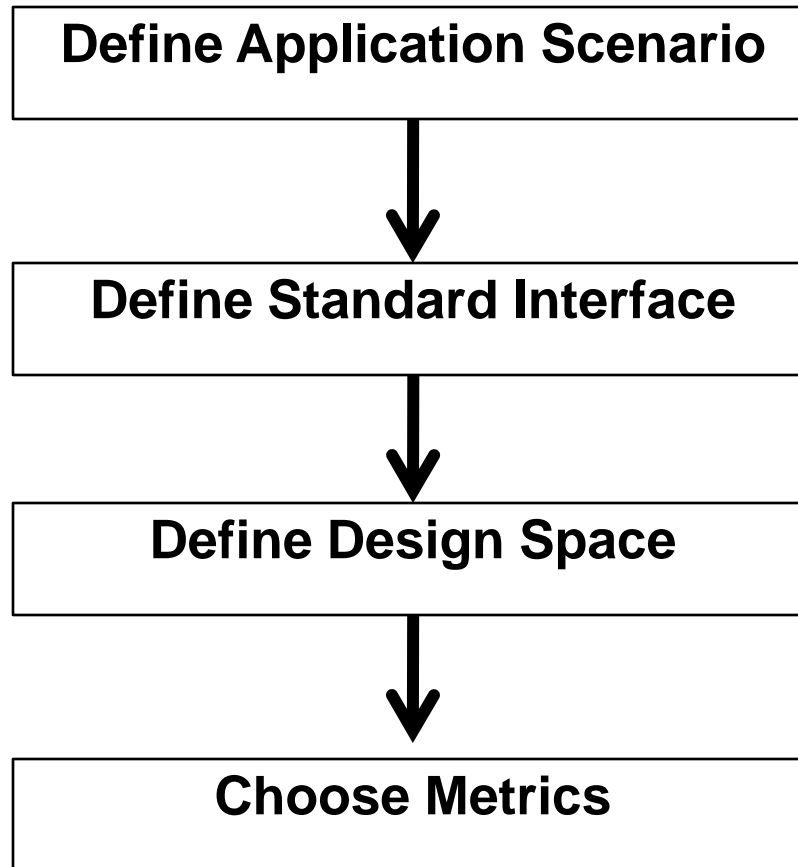 Define Application Scenario
Define Standard Interface
Define Design Space
Choose Metrics